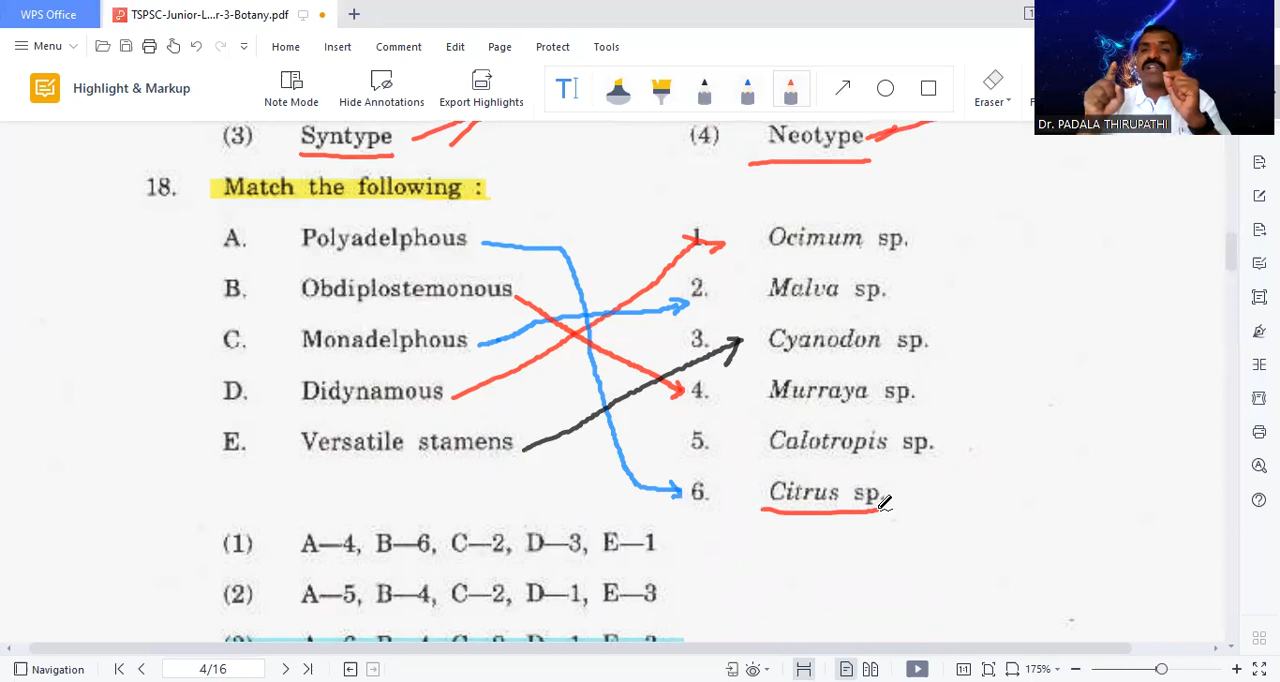 WPS Office TSPSC-Junior-L...r-3-Botany.pdf
Menu Home Insert Comment Edit Page Protect Tools
Highlight & Markup
Note Mode Hide Annotations Export Highlights Eraser
Dr. PADALA THIRUPATHI
(3) Syntype (4) Neotype
18. Match the following :
A. Polyadelphous 1. Ocimum sp.
B. Obdiplostemonous 2. Malva sp.
C. Monadelphous 3. Cyanodon sp.
D. Didynamous 4. Murraya sp.
E. Versatile stamens 5. Calotropis sp.
6. Citrus sp.
(1) A—4, B—6, C—2, D—3, E—1
(2) A—5, B—4, C—2, D—1, E—3
Navigation 4/16 175%